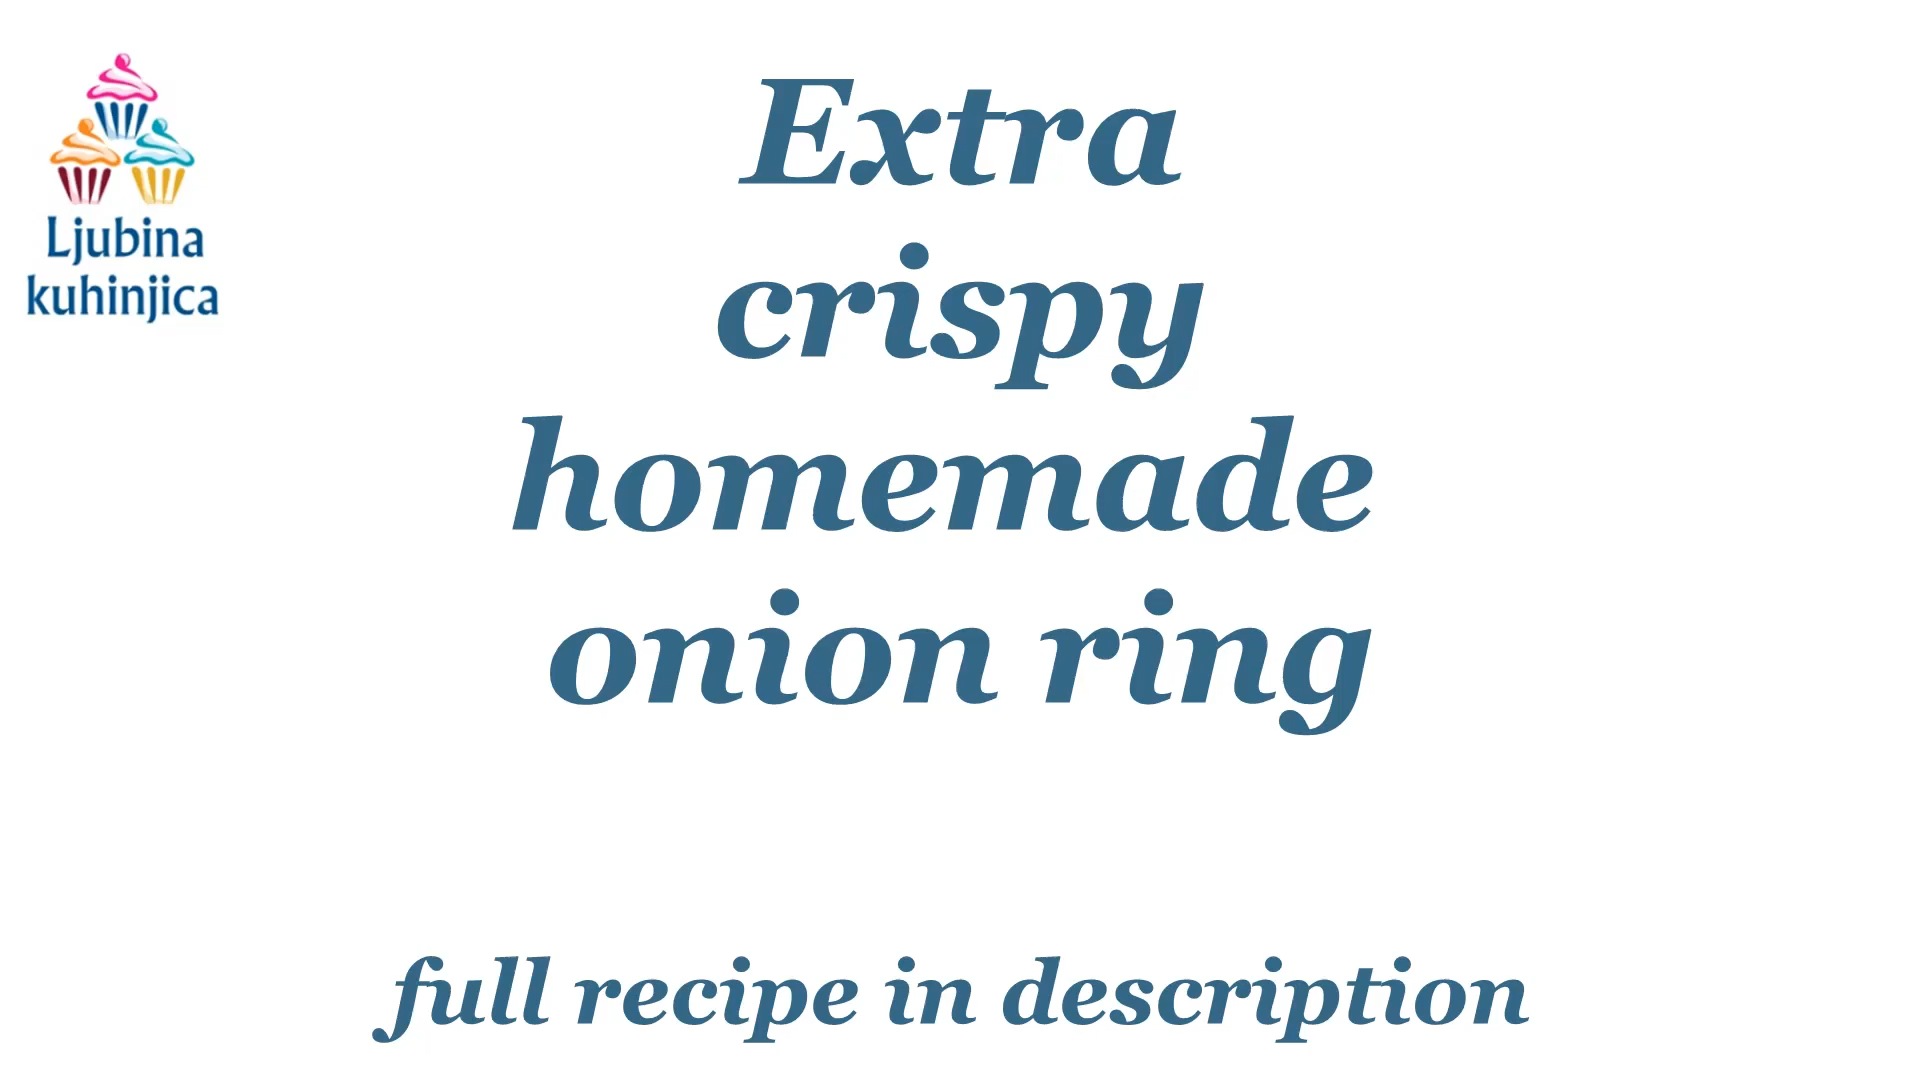 Ljubina
kuhinjica
Extra
crispy
homemade
onion ring
full recipe in description